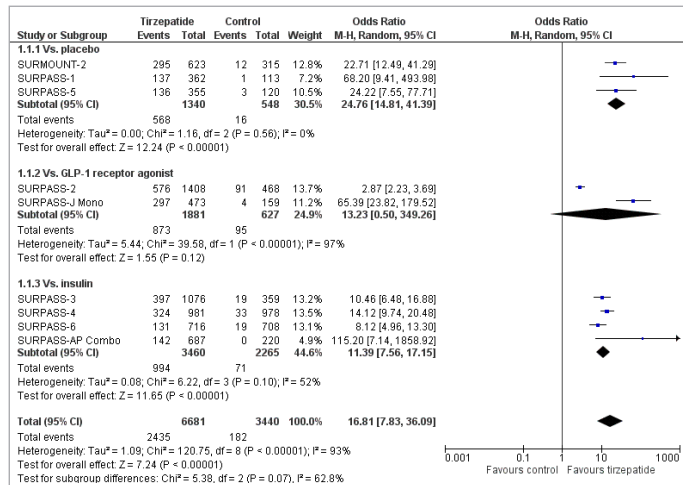 Tirzepatide Control Odds Ratio Odds Ratio
Study or Subgroup Events Total Events Total Weight M-H, Random, 95% CI M-H, Random, 95% CI
1.1.1 Vs. placebo
SURMOUNT-2 295 623 12 315 12.8% 22.71 [12.49, 41.29]
SURPASS-1 137 362 1 113 7.2% 68.20 [9.41, 493.98]
SURPASS-5 136 355 3 120 10.5% 24.22 [7.55, 77.71]
Subtotal (95% CI) 1340 548 30.5% 24.76 [14.81, 41.39]
Total events 568 16
Heterogeneity: Tau² = 0.00; Chi² = 1.16, df = 2 (P = 0.56); I² = 0%
Test for overall effect: Z = 12.24 (P < 0.00001)
1.1.2 Vs. GLP-1 receptor agonist
SURPASS-2 576 1408 91 468 13.7% 2.87 [2.23, 3.69]
SURPASS-J Mono 297 473 4 159 11.2% 65.39 [23.82, 179.52]
Subtotal (95% CI) 1881 627 24.9% 13.23 [0.50, 349.26]
Total events 873 95
Heterogeneity: Tau² = 5.44; Chi² = 39.58, df = 1 (P < 0.00001); I² = 97%
Test for overall effect: Z = 1.55 (P = 0.12)
1.1.3 Vs. insulin
SURPASS-3 397 1076 19 359 13.2% 10.46 [6.48, 16.88]
SURPASS-4 324 981 33 978 13.5% 14.12 [9.74, 20.48]
SURPASS-6 131 716 19 708 13.1% 8.12 [4.96, 13.30]
SURPASS-AP Combo 142 687 0 220 4.9% 115.20 [7.14, 1858.92]
Subtotal (95% CI) 3460 2265 44.6% 11.39 [7.56, 17.15]
Total events 994 71
Heterogeneity: Tau² = 0.08; Chi² = 6.22, df = 3 (P = 0.10); I² = 52%
Test for overall effect: Z = 11.65 (P < 0.00001)
Total (95% CI) 6681 3440 100.0% 16.81 [7.83, 36.09]
Total events 2435 182
Heterogeneity: Tau² = 1.09; Chi² = 120.75, df = 8 (P < 0.00001); I² = 93%
Test for overall effect: Z = 7.24 (P < 0.00001)
Test for subgroup differences: Chi² = 5.38, df = 2 (P = 0.07), I² = 62.8%
0.001 0.1 1 10 1000
Favours control Favours tirzepatide